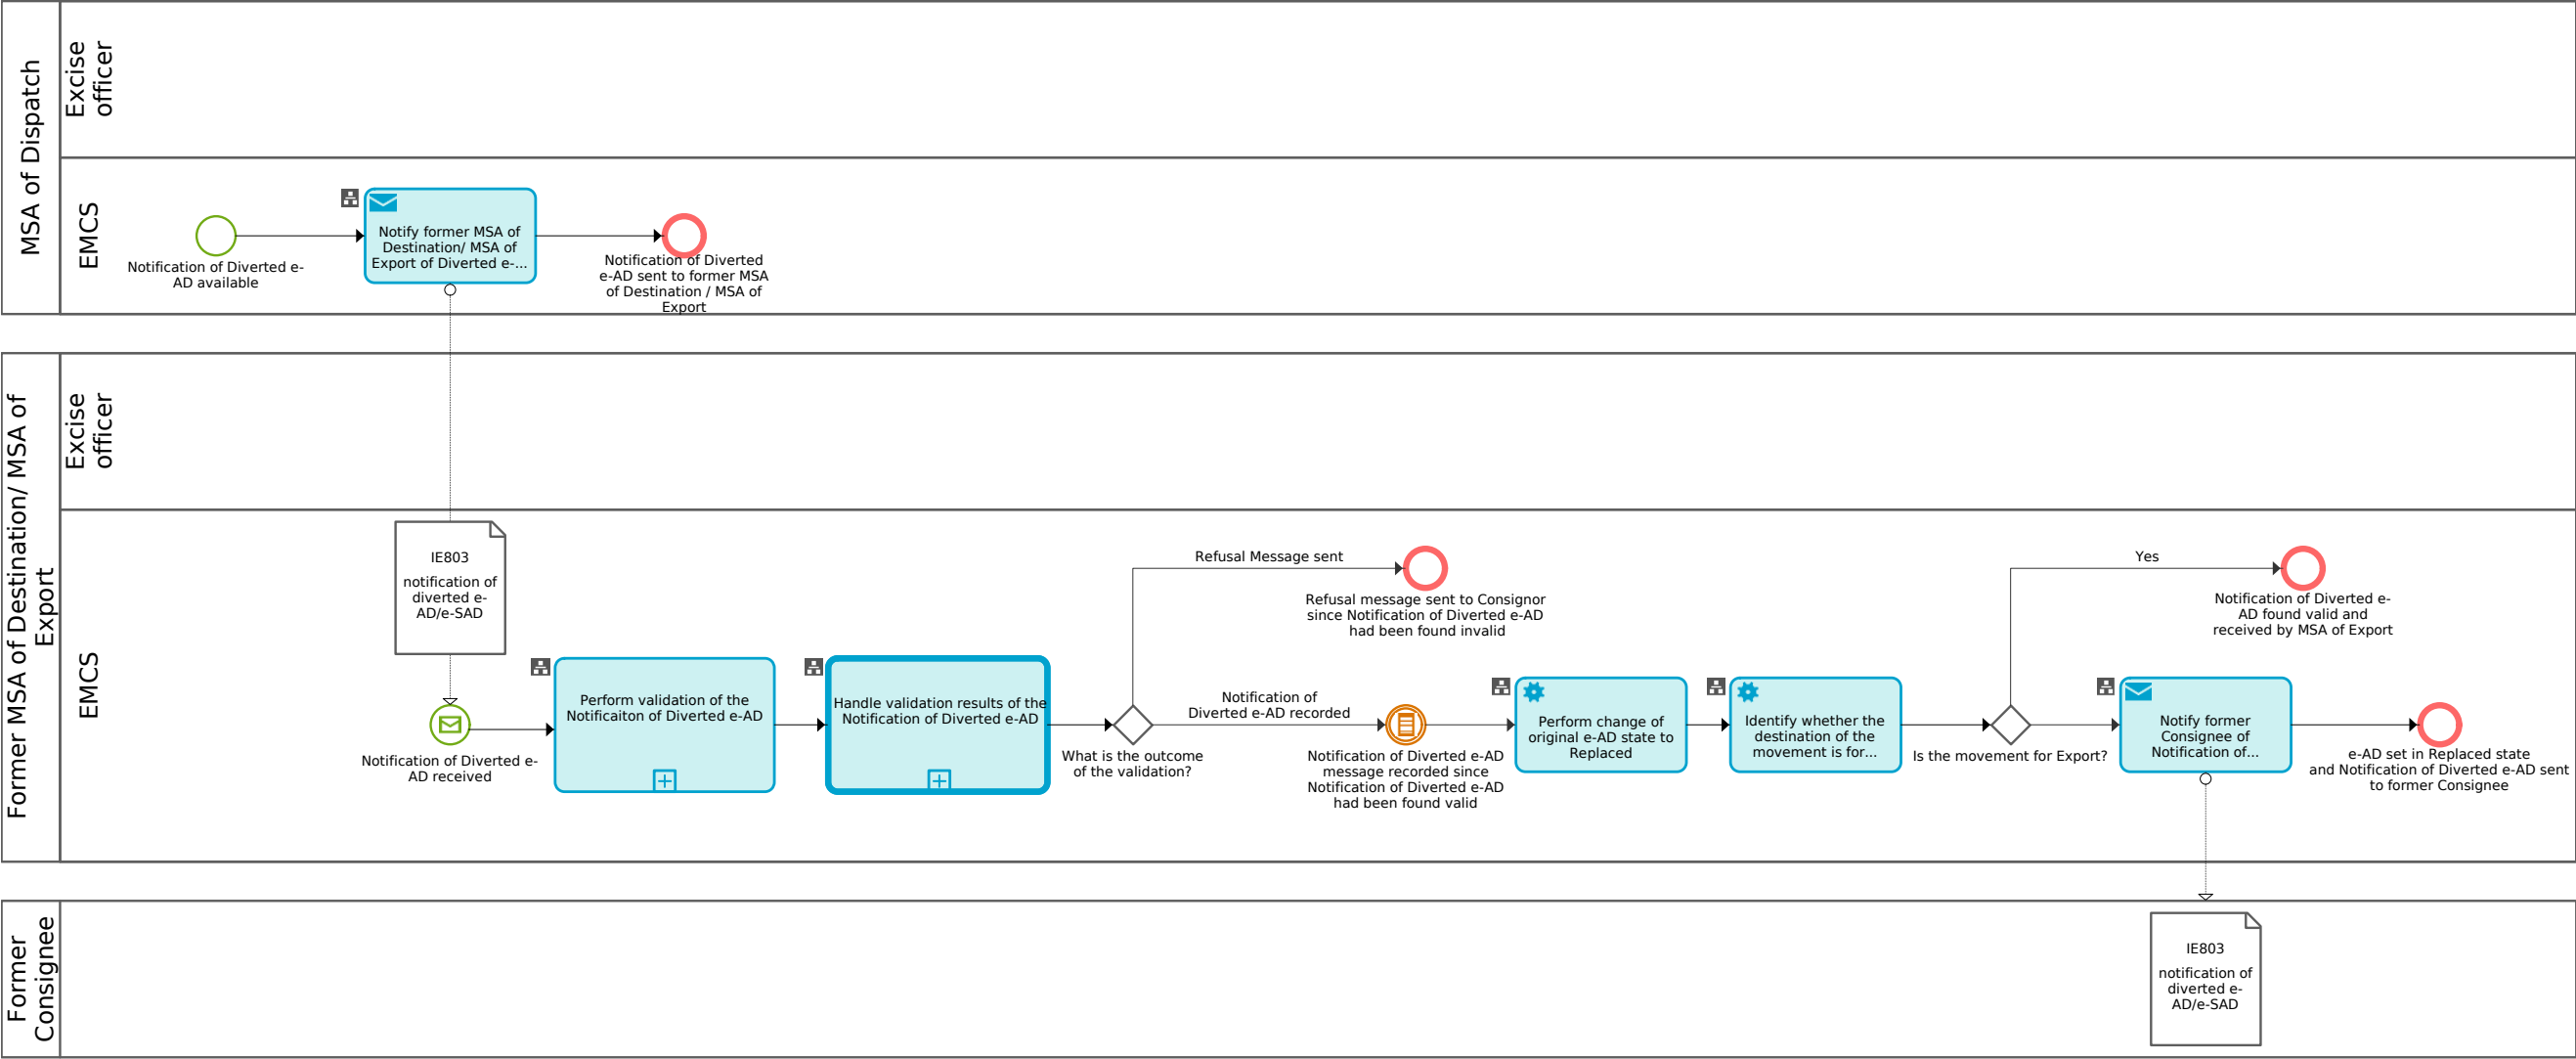 MSA of Dispatch
Excise
officer
EMCS
Notification of Diverted e-
AD available
Notify former MSA of
Destination/ MSA of
Export of Diverted e-...
Notification of Diverted
e-AD sent to former MSA
of Destination / MSA of
Export
Former MSA of Destination/ MSA of
Export
Excise
officer
EMCS
IE803
notification of
diverted e-
AD/e-SAD
Notification of Diverted e-
AD received
Perform validation of the
Notificaiton of Diverted e-AD
Handle validation results of the
Notification of Diverted e-AD
What is the outcome
of the validation?
Refusal Message sent
Refusal message sent to Consignor
since Notification of Diverted e-AD
had been found invalid
Notification of
Diverted e-AD recorded
Notification of Diverted e-AD
message recorded since
Notification of Diverted e-AD
had been found valid
Perform change of
original e-AD state to
Replaced
Identify whether the
destination of the
movement is for...
Is the movement for Export?
Yes
Notification of Diverted e-
AD found valid and
received by MSA of Export
Notify former
Consignee of
Notification of...
e-AD set in Replaced state
and Notification of Diverted e-AD sent
to former Consignee
Former
Consignee
IE803
notification of
diverted e-
AD/e-SAD